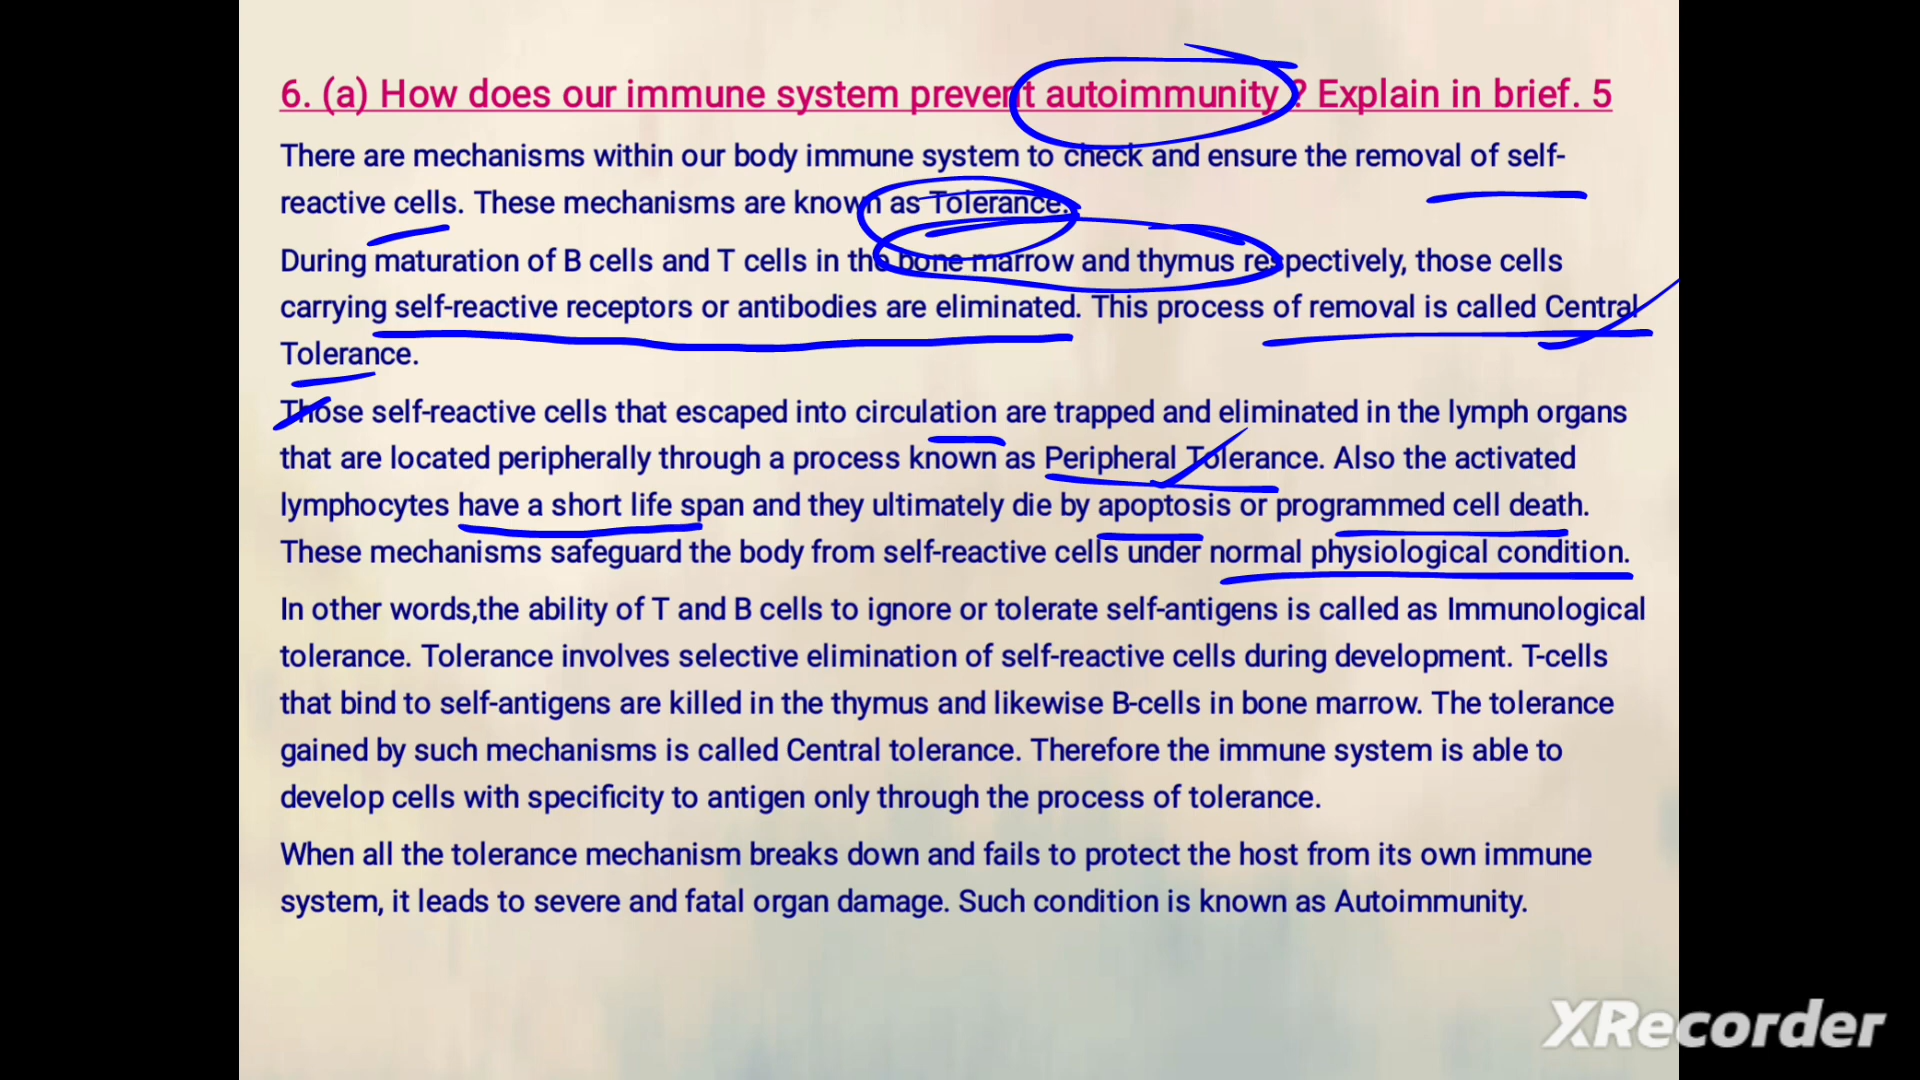 6. (a) How does our immune system prevent autoimmunity ? Explain in brief. 5
There are mechanisms within our body immune system to check and ensure the removal of self-
reactive cells. These mechanisms are known as Tolerance.
During maturation of B cells and T cells in the bone marrow and thymus respectively, those cells
carrying self-reactive receptors or antibodies are eliminated. This process of removal is called Central
Tolerance.
Those self-reactive cells that escaped into circulation are trapped and eliminated in the lymph organs
that are located peripherally through a process known as Peripheral Tolerance. Also the activated
lymphocytes have a short life span and they ultimately die by apoptosis or programmed cell death.
These mechanisms safeguard the body from self-reactive cells under normal physiological condition.
In other words,the ability of T and B cells to ignore or tolerate self-antigens is called as Immunological
tolerance. Tolerance involves selective elimination of self-reactive cells during development. T-cells
that bind to self-antigens are killed in the thymus and likewise B-cells in bone marrow. The tolerance
gained by such mechanisms is called Central tolerance. Therefore the immune system is able to
develop cells with specificity to antigen only through the process of tolerance.
When all the tolerance mechanism breaks down and fails to protect the host from its own immune
system, it leads to severe and fatal organ damage. Such condition is known as Autoimmunity.
XRecorder